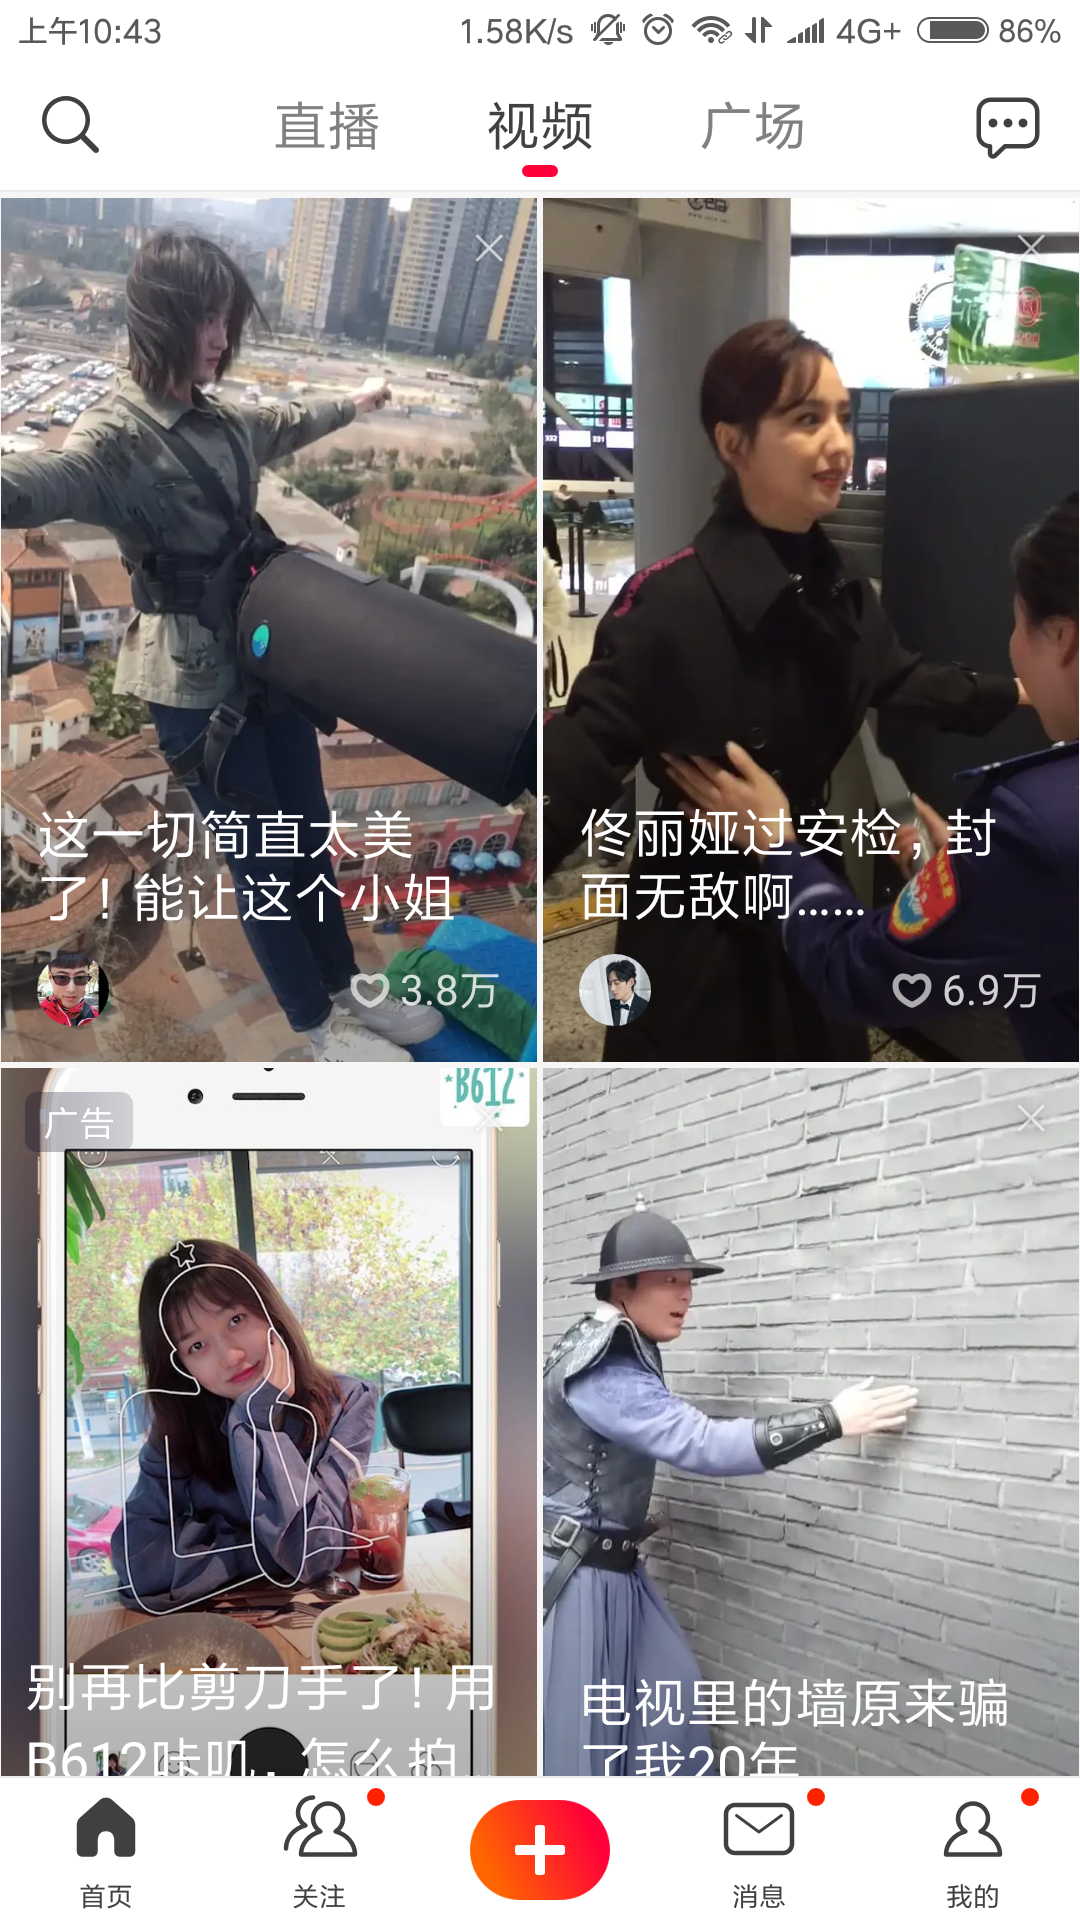 上午10:43
1.58K/s
4G+
86%
直播
视频
广场
这一切简直太美
了！能让这个小姐
3.8万
佟丽娅过安检，封
面无敌啊……
6.9万
广告
B612
别再比剪刀手了！用
B612咔叽，怎么拍...
电视里的墙原来骗
了我20年
首页
关注
消息
我的